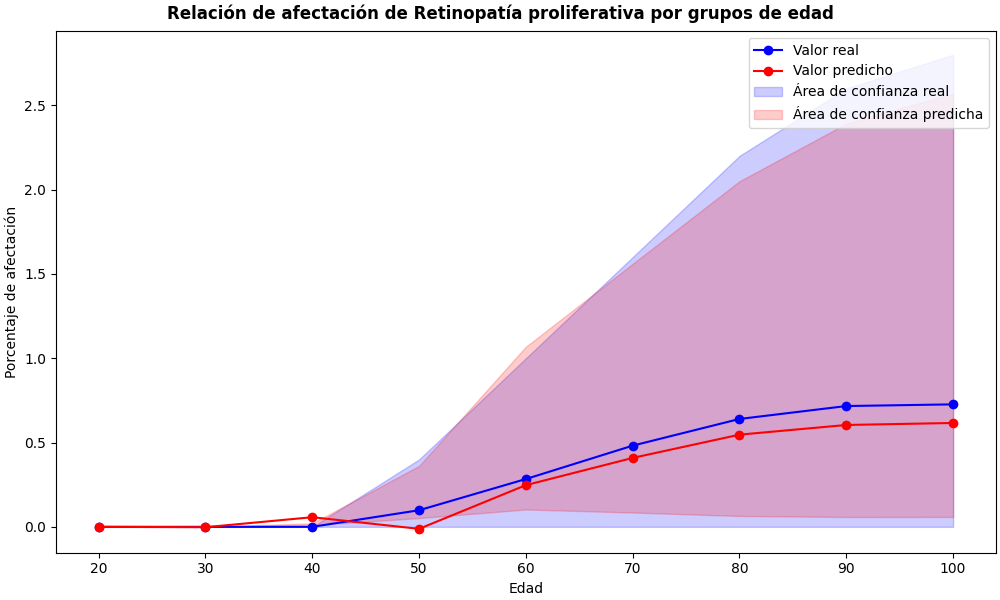 Relación de afectación de Retinopatía proliferativa por grupos de edad
Valor real
Valor predicho
Área de confianza real
Área de confianza predicha
Porcentaje de afectación
2.5
2.0
1.5
1.0
0.5
0.0
20 30 40 50 60 70 80 90 100
Edad